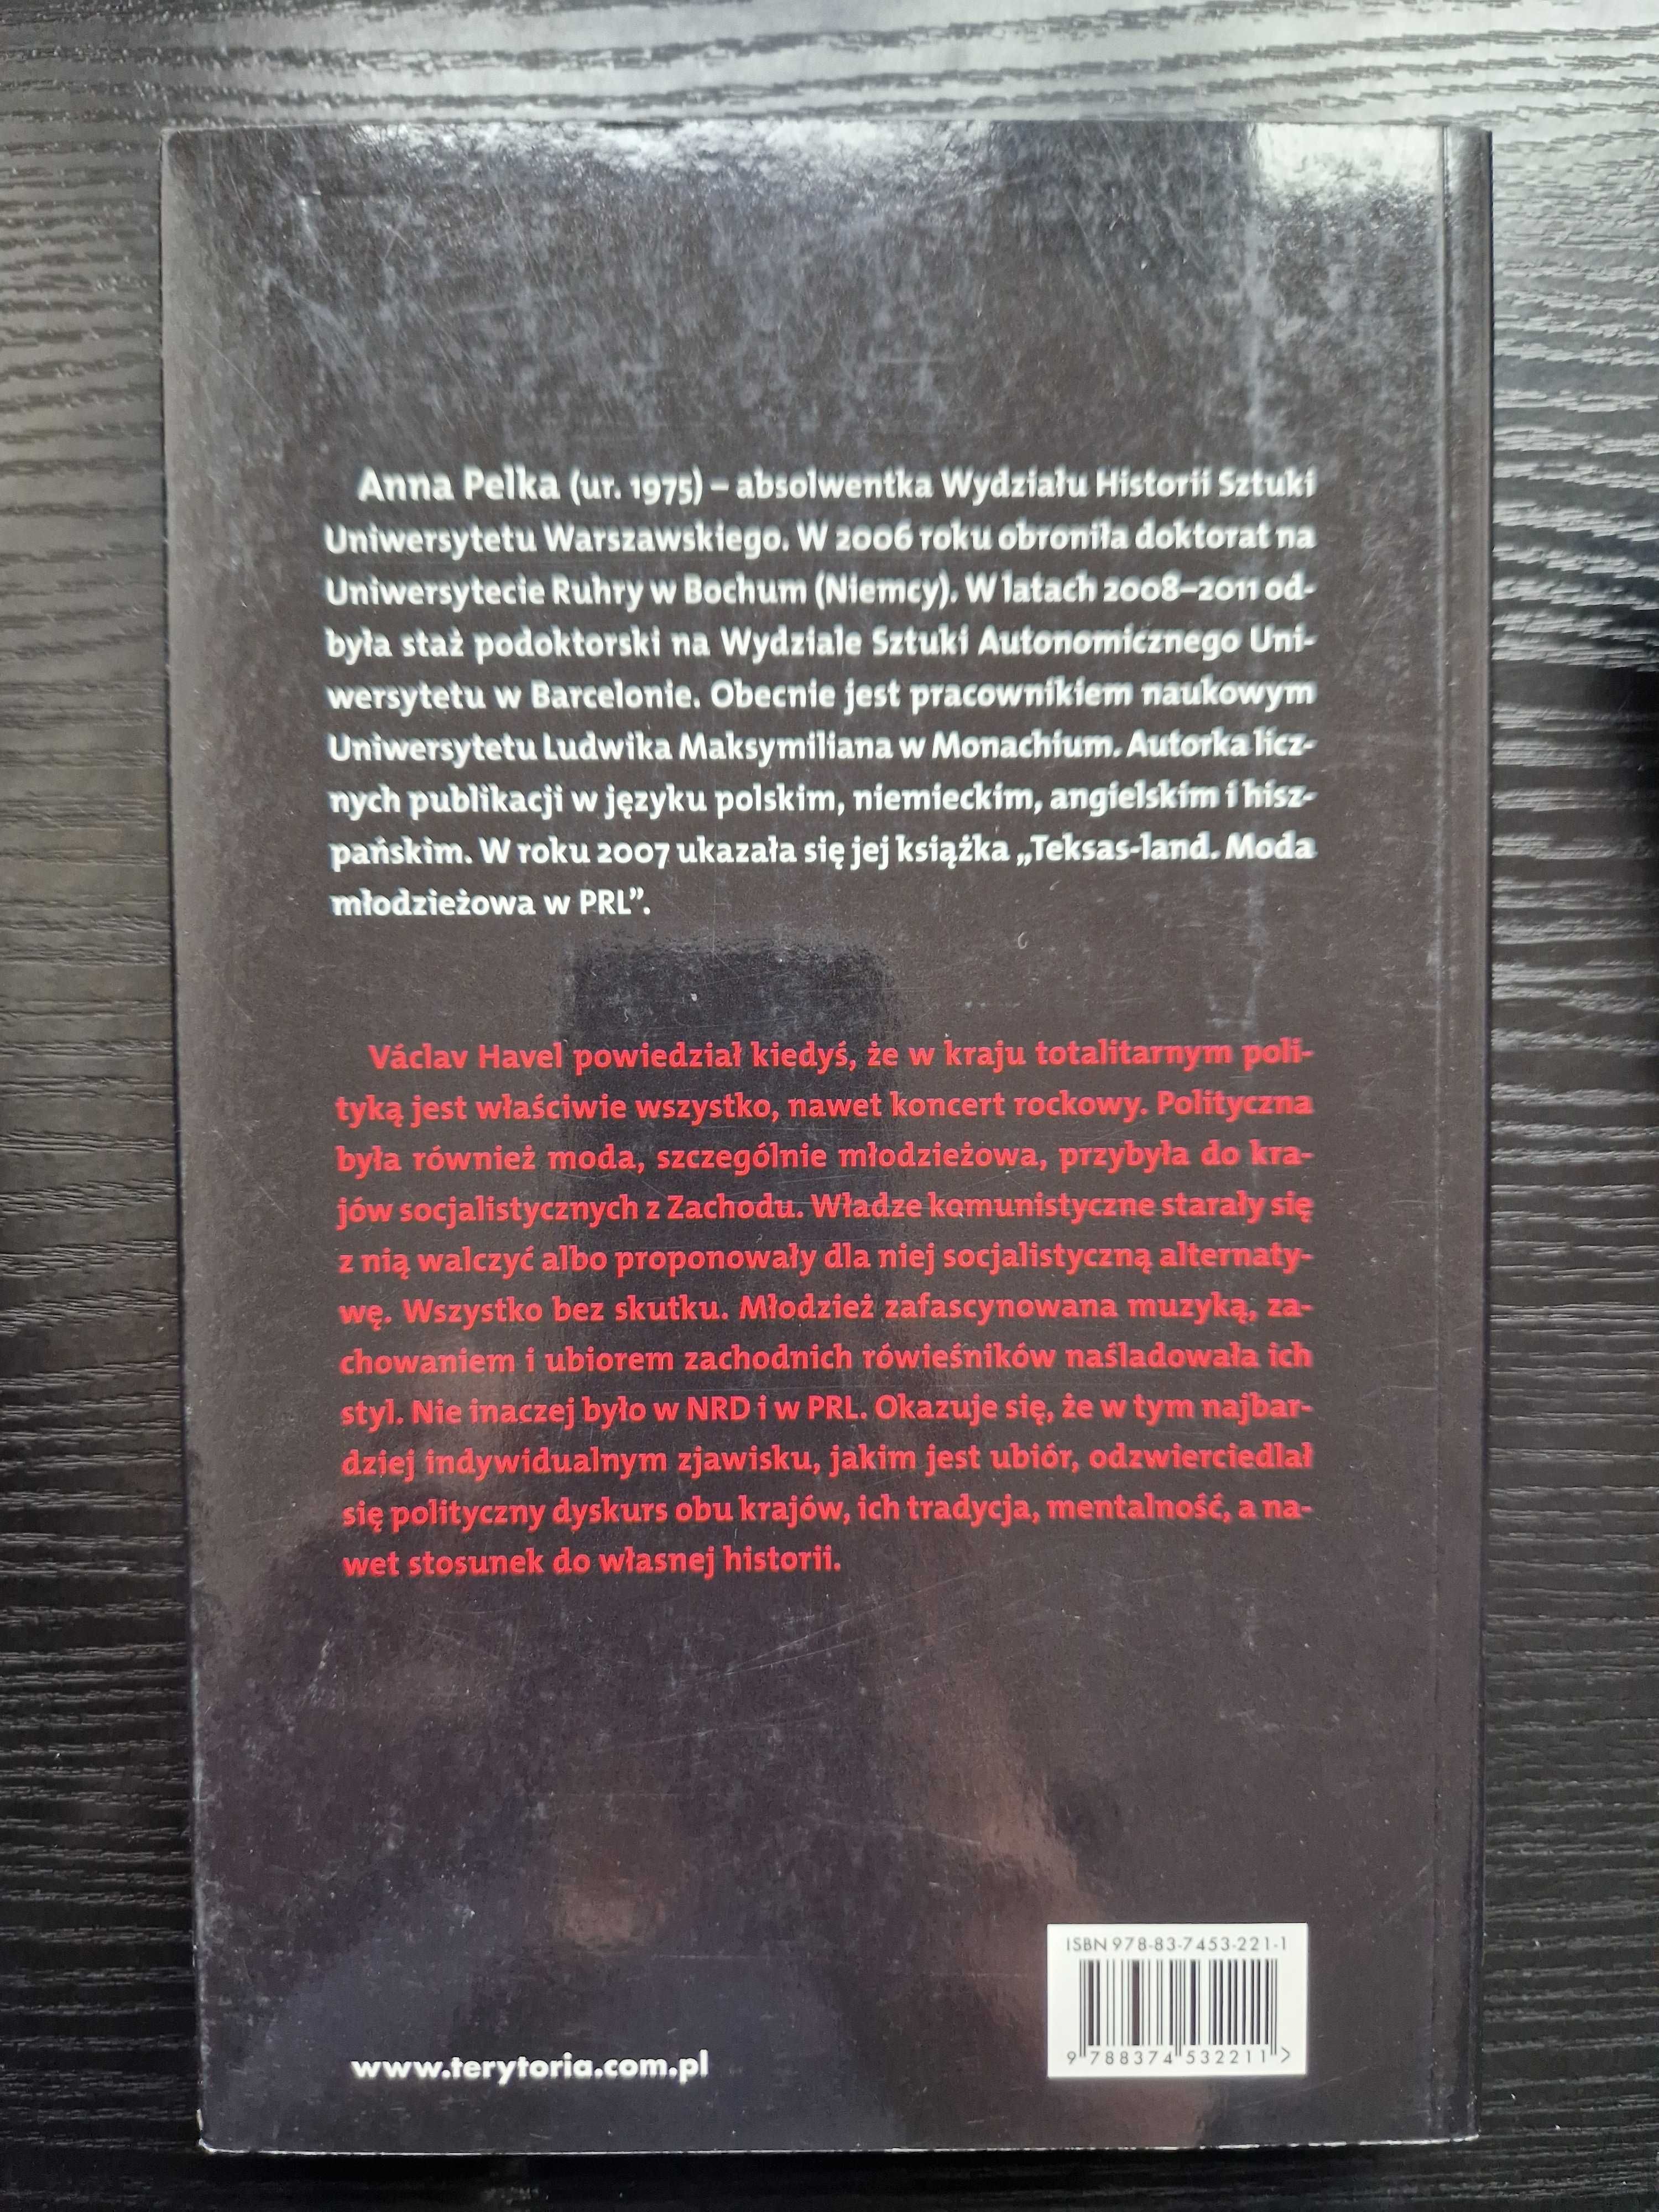 Anna Pelka (ur. 1975) – absolwentka Wydziału Historii Sztuki
Uniwersytetu Warszawskiego. W 2006 roku obroniła doktorat na
Uniwersytecie Ruhry w Bochum (Niemcy). W latach 2008–2011 od-
była staż podoktorski na Wydziale Sztuki Autonomicznego Uni-
wersytetu w Barcelonie. Obecnie jest pracownikiem naukowym
Uniwersytetu Ludwika Maksymiliana w Monachium. Autorka licz-
nych publikacji w języku polskim, niemieckim, angielskim i hisz-
pańskim. W roku 2007 ukazała się jej książka „Teksas-land. Moda
młodzieżowa w PRL”.
Václav Havel powiedział kiedyś, że w kraju totalitarnym poli-
tyką jest właściwie wszystko, nawet koncert rockowy. Polityczna
była również moda, szczególnie młodzieżowa, przybyła do kra-
jów socjalistycznych z Zachodu. Władze komunistyczne starały się
z nią walczyć albo proponowały dla niej socjalistyczną alternaty-
wę. Wszystko bez skutku. Młodzież zafascynowana muzyką, za-
chowaniem i ubiorem zachodnich rówieśników naśladowała ich
styl. Nie inaczej było w NRD i w PRL. Okazuje się, że w tym najbar-
dziej indywidualnym zjawisku, jakim jest ubiór, odzwierciedlał
się polityczny dyskurs obu krajów, ich tradycja, mentalność, a na-
wet stosunek do własnej historii.
ISBN 978-83-7453-221-1
9 788374 532211 >
www.terytoria.com.pl